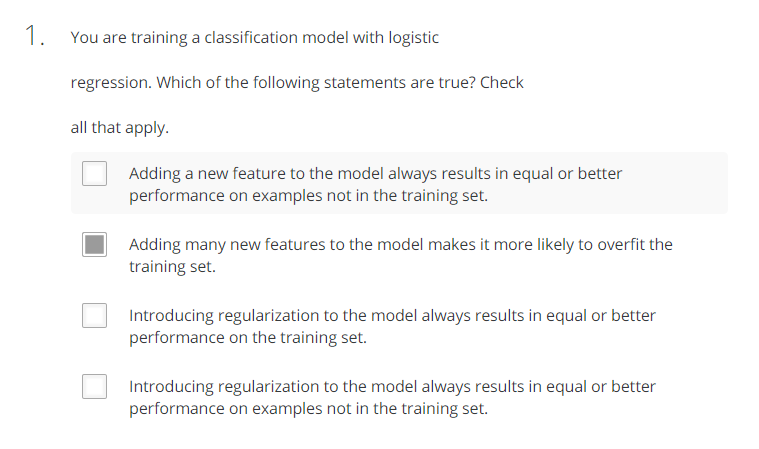 1. You are training a classification model with logistic
regression. Which of the following statements are true? Check
all that apply.
Adding a new feature to the model always results in equal or better
performance on examples not in the training set.
Adding many new features to the model makes it more likely to overfit the
training set.
Introducing regularization to the model always results in equal or better
performance on the training set.
Introducing regularization to the model always results in equal or better
performance on examples not in the training set.